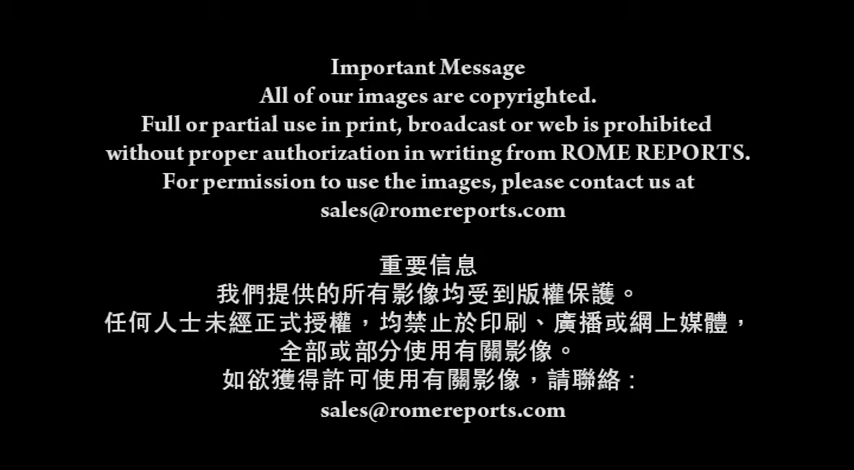 Important Message
All of our images are copyrighted.
Full or partial use in print, broadcast or web is prohibited
without proper authorization in writing from ROME REPORTS.
For permission to use the images, please contact us at
sales@romereports.com
重要信息
我們提供的所有影像均受到版權保護。
任何人士未經正式授權，均禁止於印刷、廣播或網上媒體，
全部或部分使用有關影像。
如欲獲得許可使用有關影像，請聯絡：
sales@romereports.com